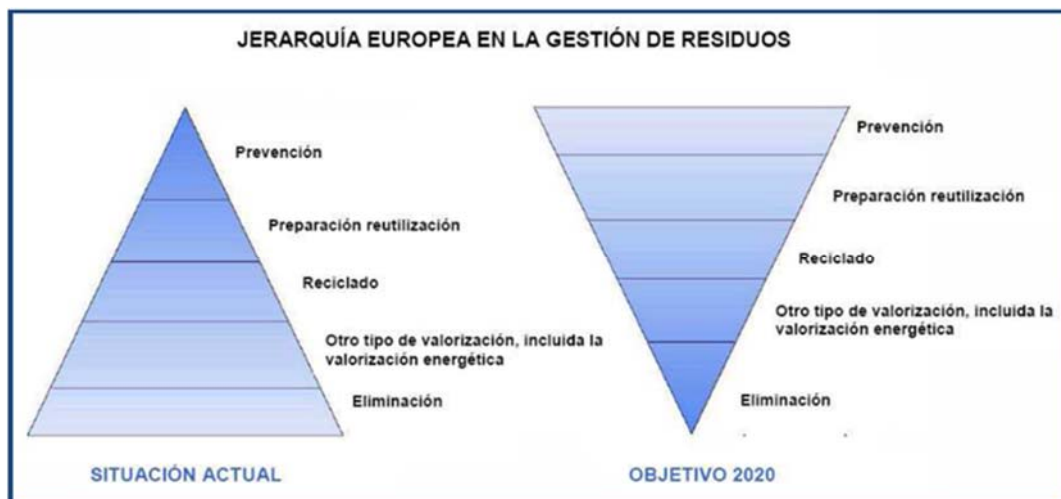 JERARQUÍA EUROPEA EN LA GESTIÓN DE RESIDUOS
Prevención
Preparación reutilización
Reciclado
Otro tipo de valorización, incluida la
valorización energética
Eliminación
SITUACIÓN ACTUAL
Prevención
Preparación reutilización
Reciclado
Otro tipo de valorización, incluida la
valorización energética
Eliminación
OBJETIVO 2020